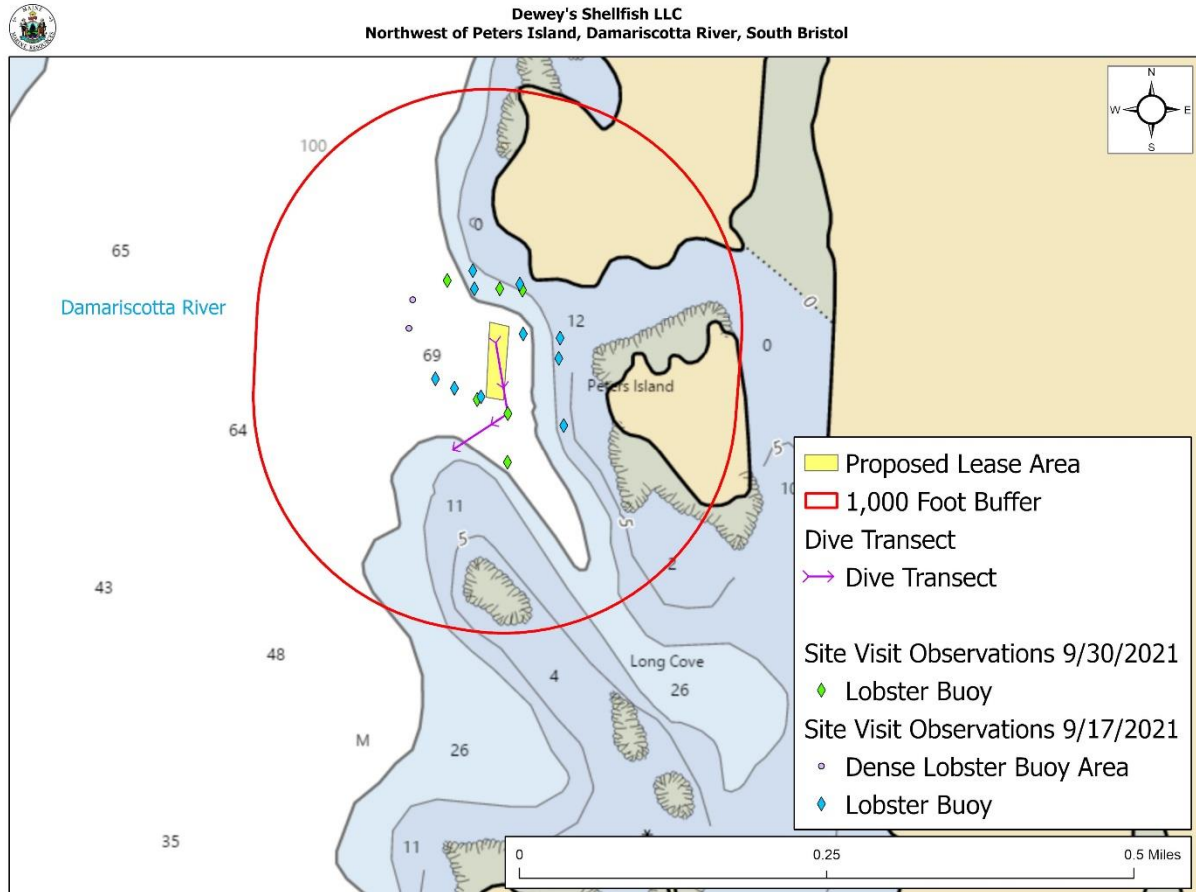 Dewey's Shellfish LLC
Northwest of Peters Island, Damariscotta River, South Bristol
N
W
E
S
100
0
65
Damariscotta River
0
12
0
69
Peters Island
64
5
Proposed Lease Area
1,000 Foot Buffer
Dive Transect
Dive Transect
Site Visit Observations 9/30/2021
Lobster Buoy
Site Visit Observations 9/17/2021
Dense Lobster Buoy Area
Lobster Buoy
10
11
5
5
2
43
48
Long Cove
26
4
M
26
35
11
0
0.25
0.5 Miles